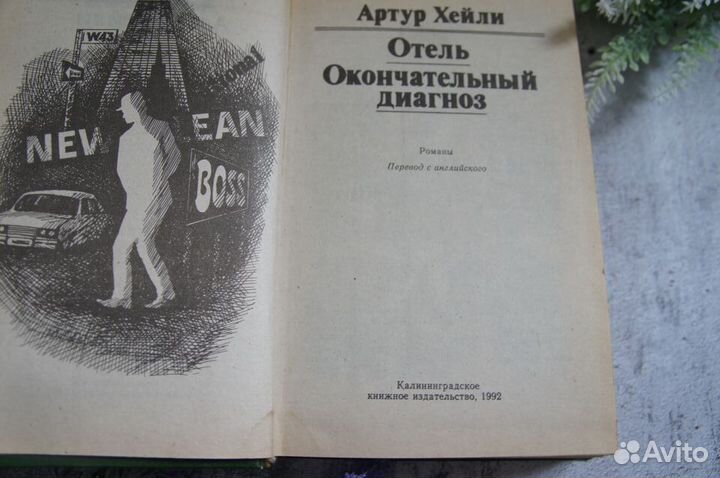 W43
NEW
EAN
BOSS
Артур Хейли
Отель
Окончательный
диагноз
Романы
Перевод с английского
Калининградское
книжное издательство, 1992
Avito